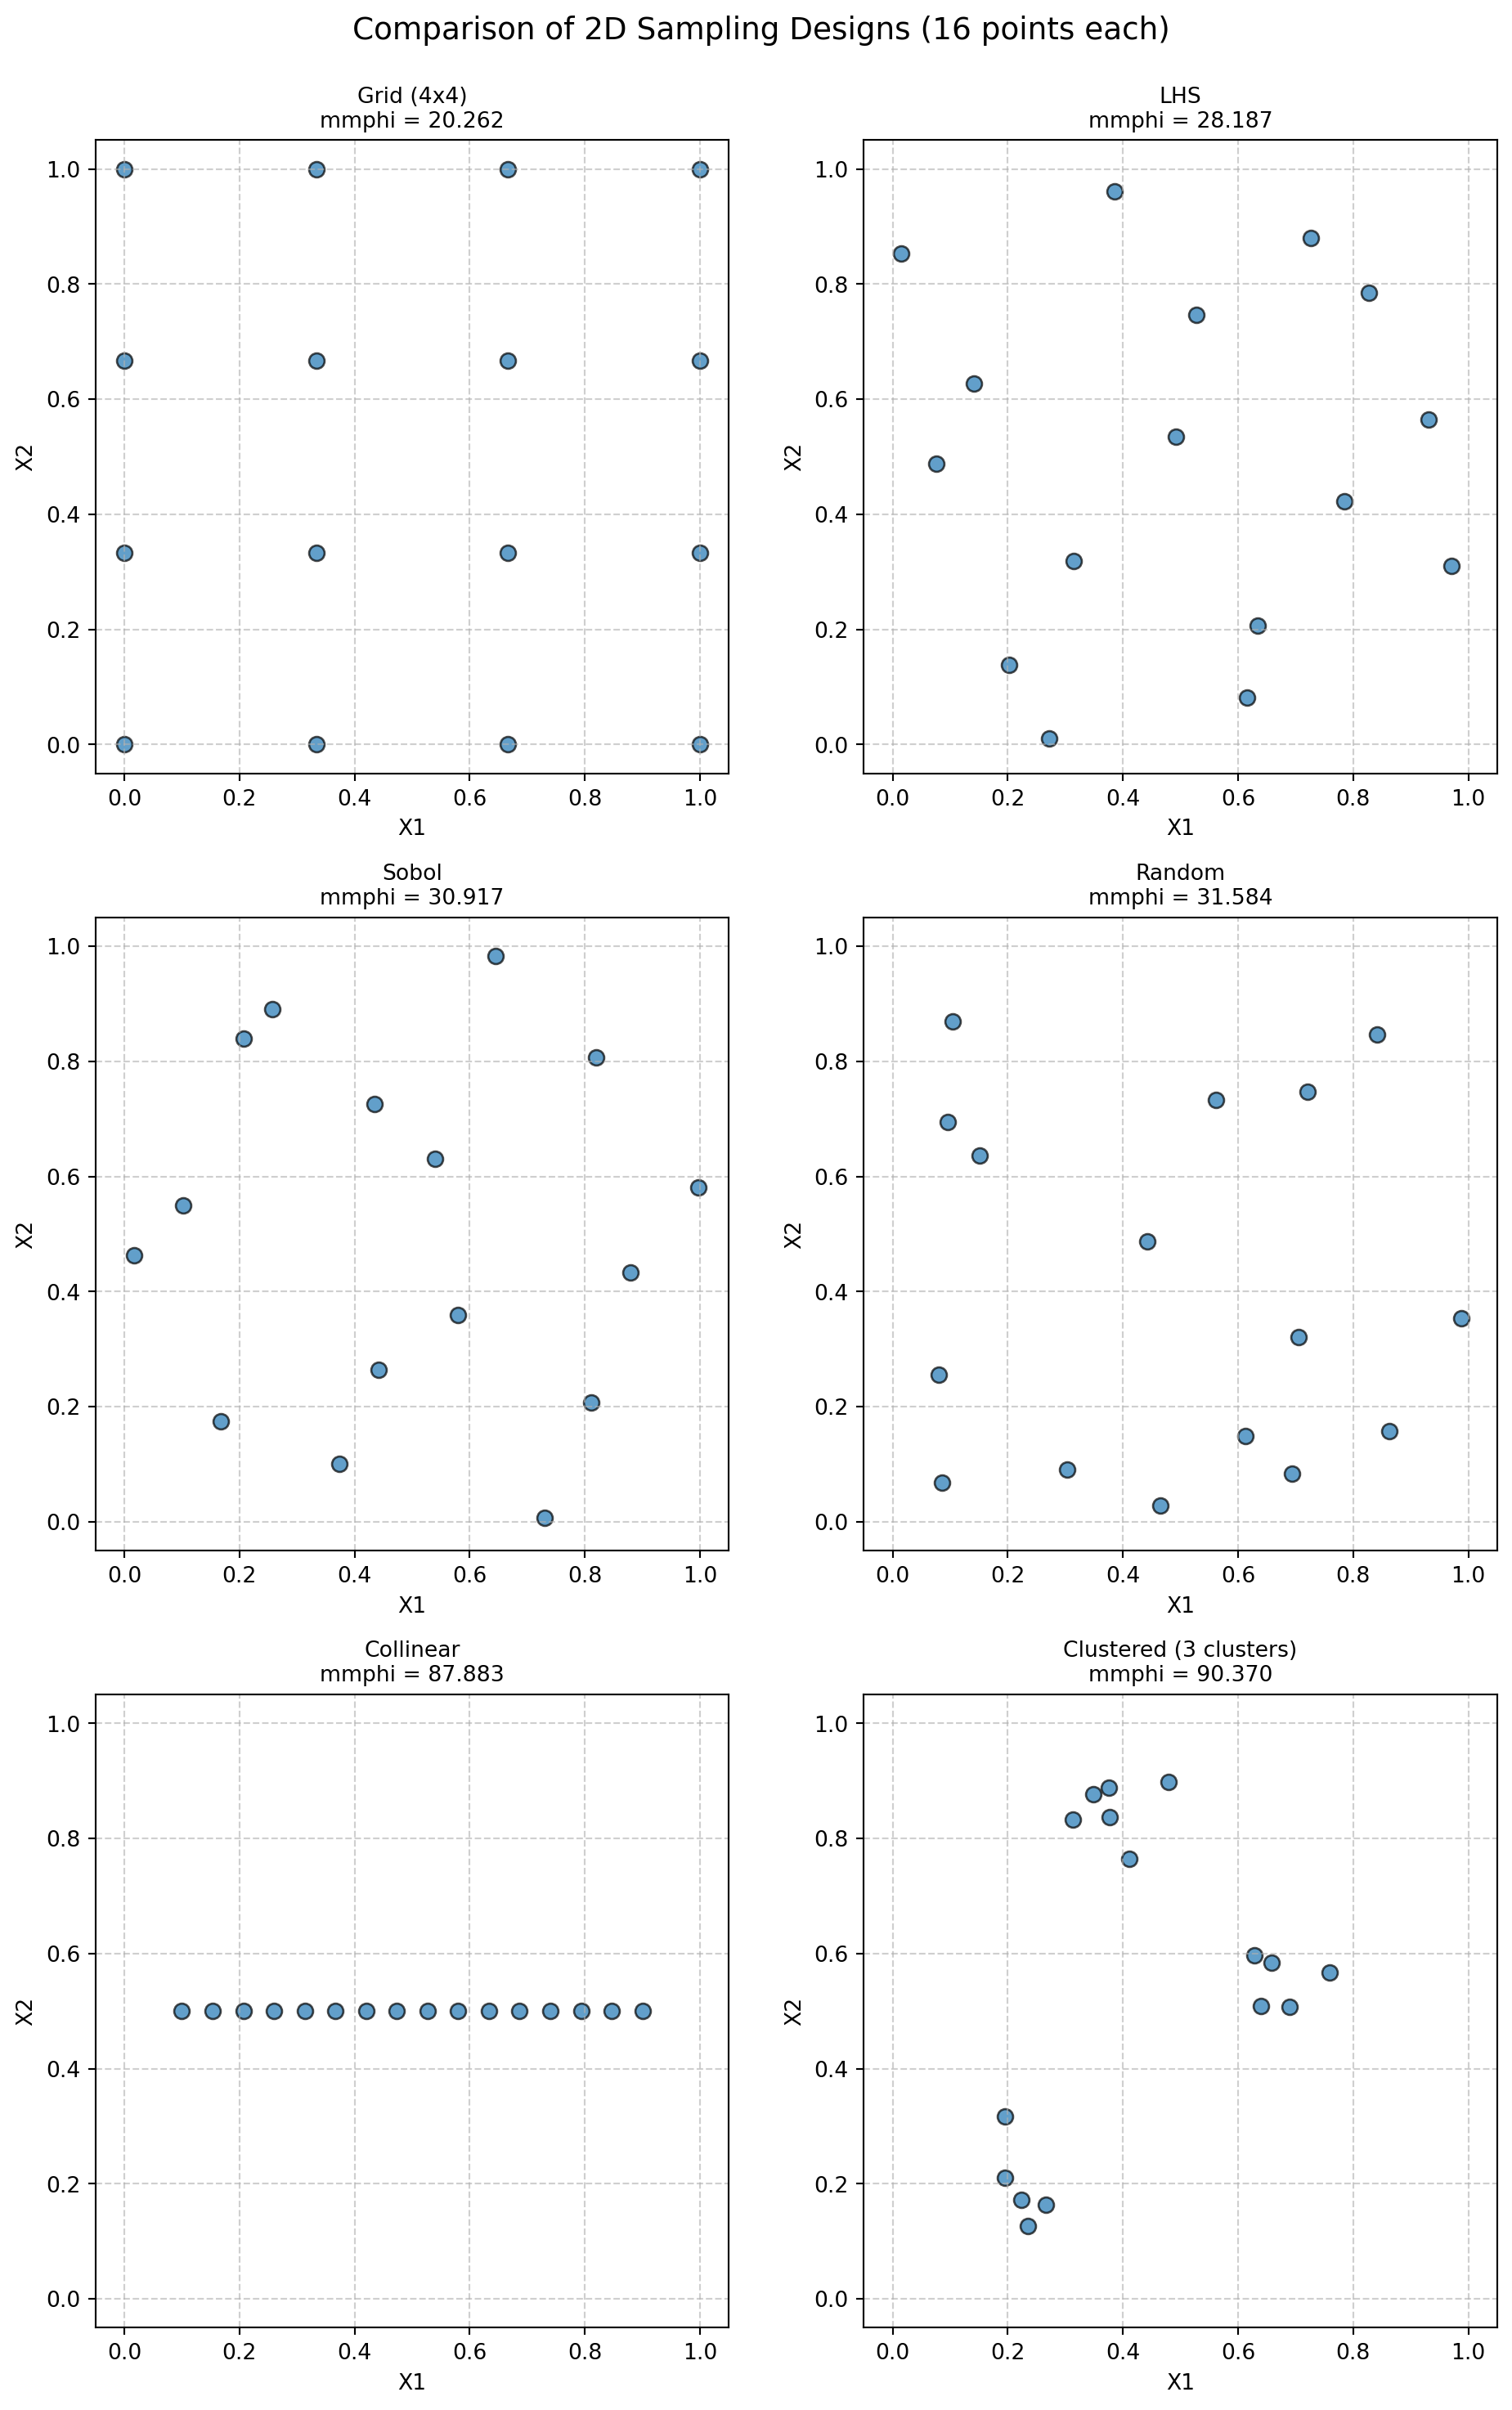 Comparison of 2D Sampling Designs (16 points each)
Grid (4x4)
mmphi = 20.262
1.0
0.8
0.6
0.4
0.2
0.0
X2
0.0 0.2 0.4 0.6 0.8 1.0
X1
LHS
mmphi = 28.187
1.0
0.8
0.6
0.4
0.2
0.0
X2
0.0 0.2 0.4 0.6 0.8 1.0
X1
Sobol
mmphi = 30.917
1.0
0.8
0.6
0.4
0.2
0.0
X2
0.0 0.2 0.4 0.6 0.8 1.0
X1
Random
mmphi = 31.584
1.0
0.8
0.6
0.4
0.2
0.0
X2
0.0 0.2 0.4 0.6 0.8 1.0
X1
Collinear
mmphi = 87.883
1.0
0.8
0.6
0.4
0.2
0.0
X2
0.0 0.2 0.4 0.6 0.8 1.0
X1
Clustered (3 clusters)
mmphi = 90.370
1.0
0.8
0.6
0.4
0.2
0.0
X2
0.0 0.2 0.4 0.6 0.8 1.0
X1